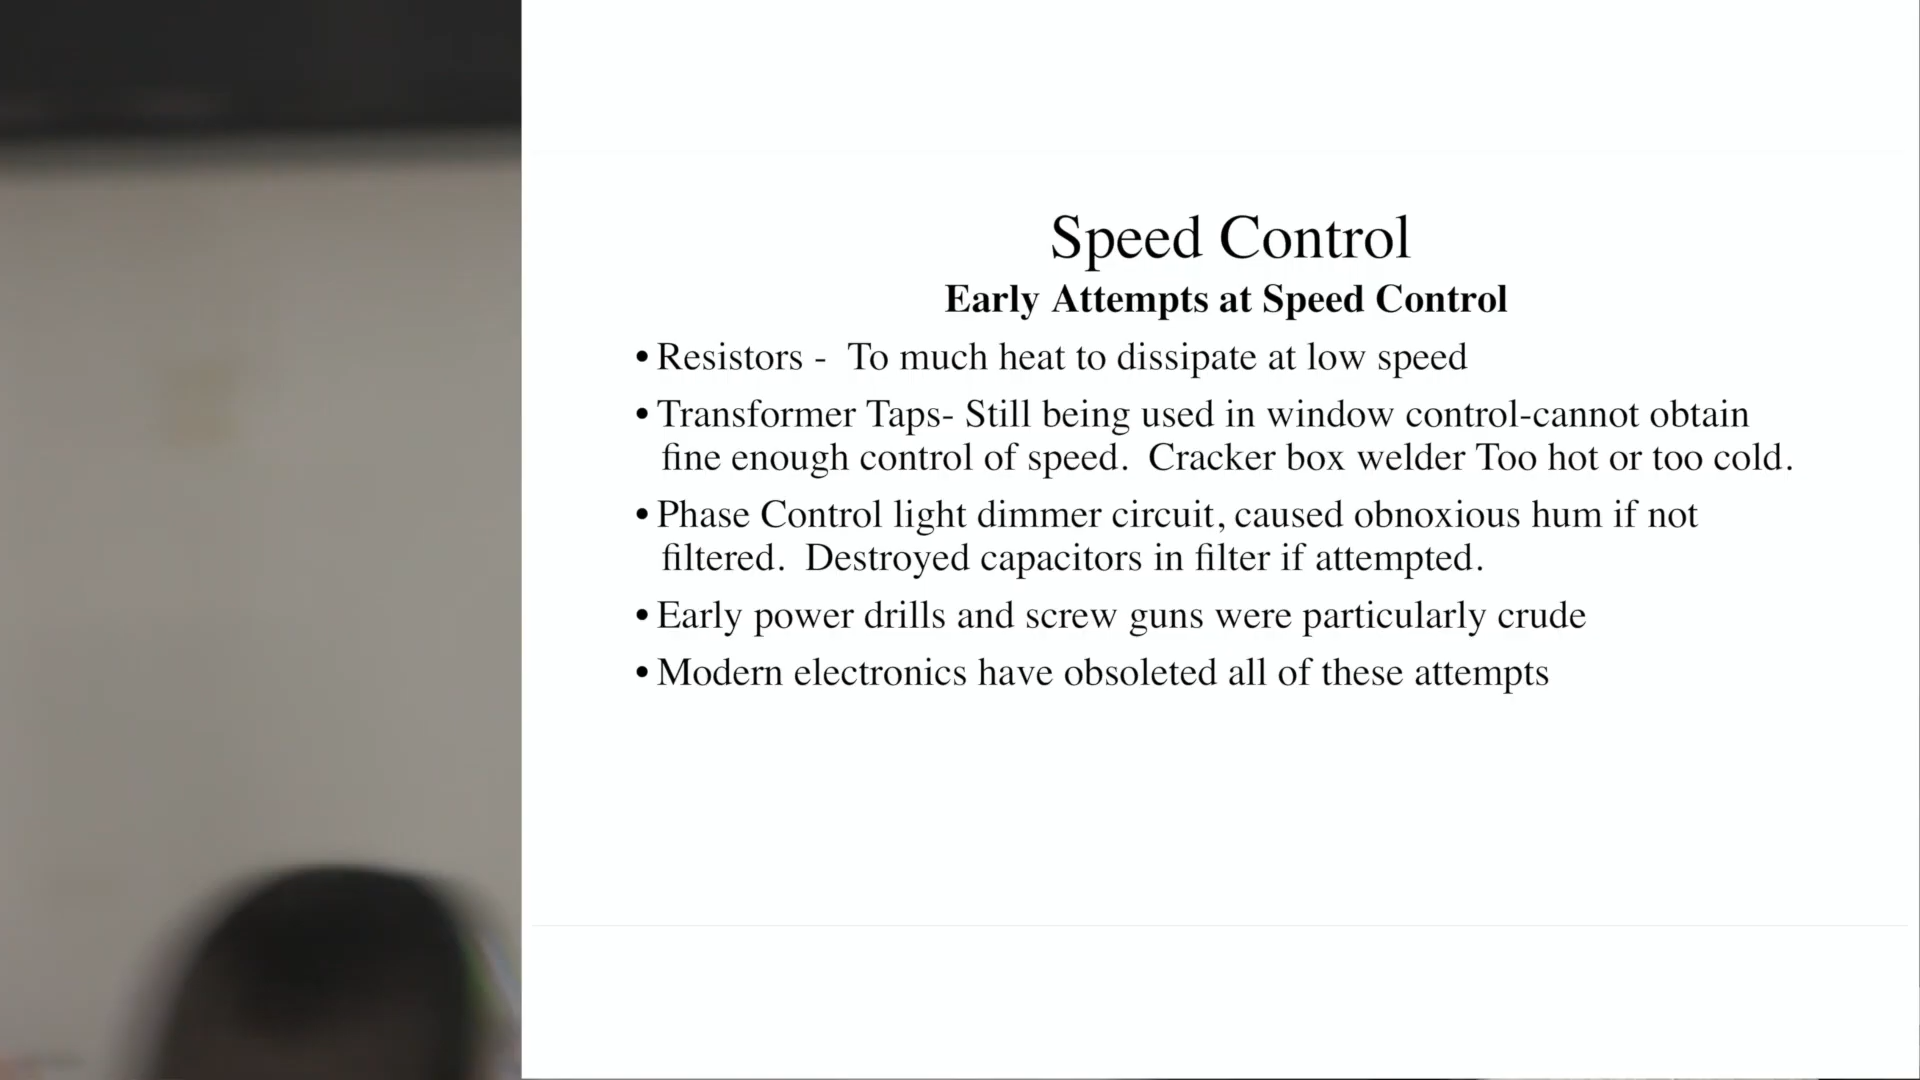 Speed Control
Early Attempts at Speed Control
• Resistors -  To much heat to dissipate at low speed
• Transformer Taps- Still being used in window control-cannot obtain
fine enough control of speed.  Cracker box welder Too hot or too cold.
• Phase Control light dimmer circuit, caused obnoxious hum if not
filtered.  Destroyed capacitors in filter if attempted.
• Early power drills and screw guns were particularly crude
• Modern electronics have obsoleted all of these attempts